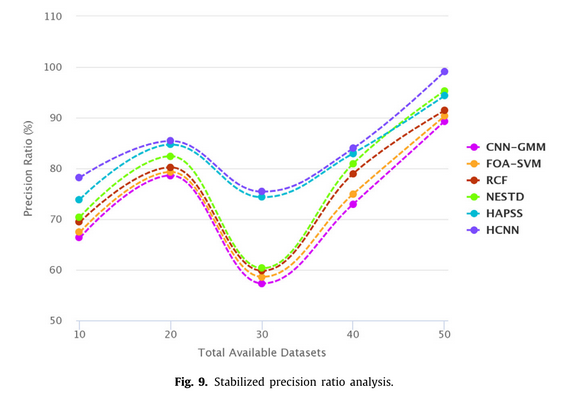 110
100
90
80
70
60
50
Precision Ratio (%)
10 20 30 40 50
Total Available Datasets
CNN-GMM
FOA-SVM
RCF
NESTD
HAPSS
HCNN
Fig. 9. Stabilized precision ratio analysis.